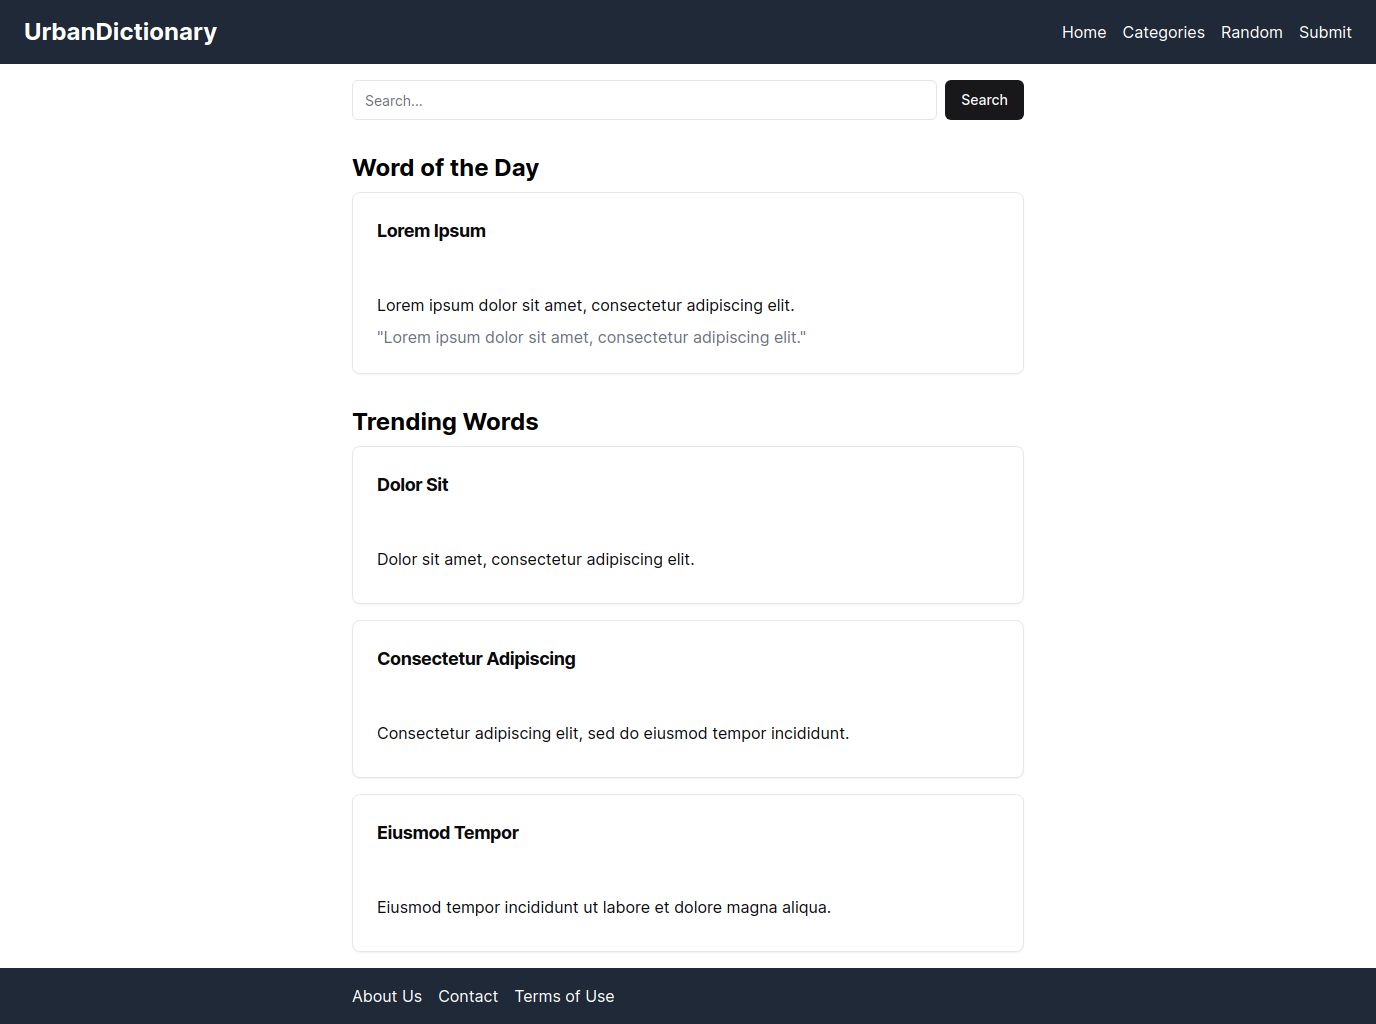 UrbanDictionary
Home Categories Random Submit
Search...
Search
Word of the Day
Lorem Ipsum
Lorem ipsum dolor sit amet, consectetur adipiscing elit.
"Lorem ipsum dolor sit amet, consectetur adipiscing elit."
Trending Words
Dolor Sit
Dolor sit amet, consectetur adipiscing elit.
Consectetur Adipiscing
Consectetur adipiscing elit, sed do eiusmod tempor incididunt.
Eiusmod Tempor
Eiusmod tempor incididunt ut labore et dolore magna aliqua.
About Us Contact Terms of Use